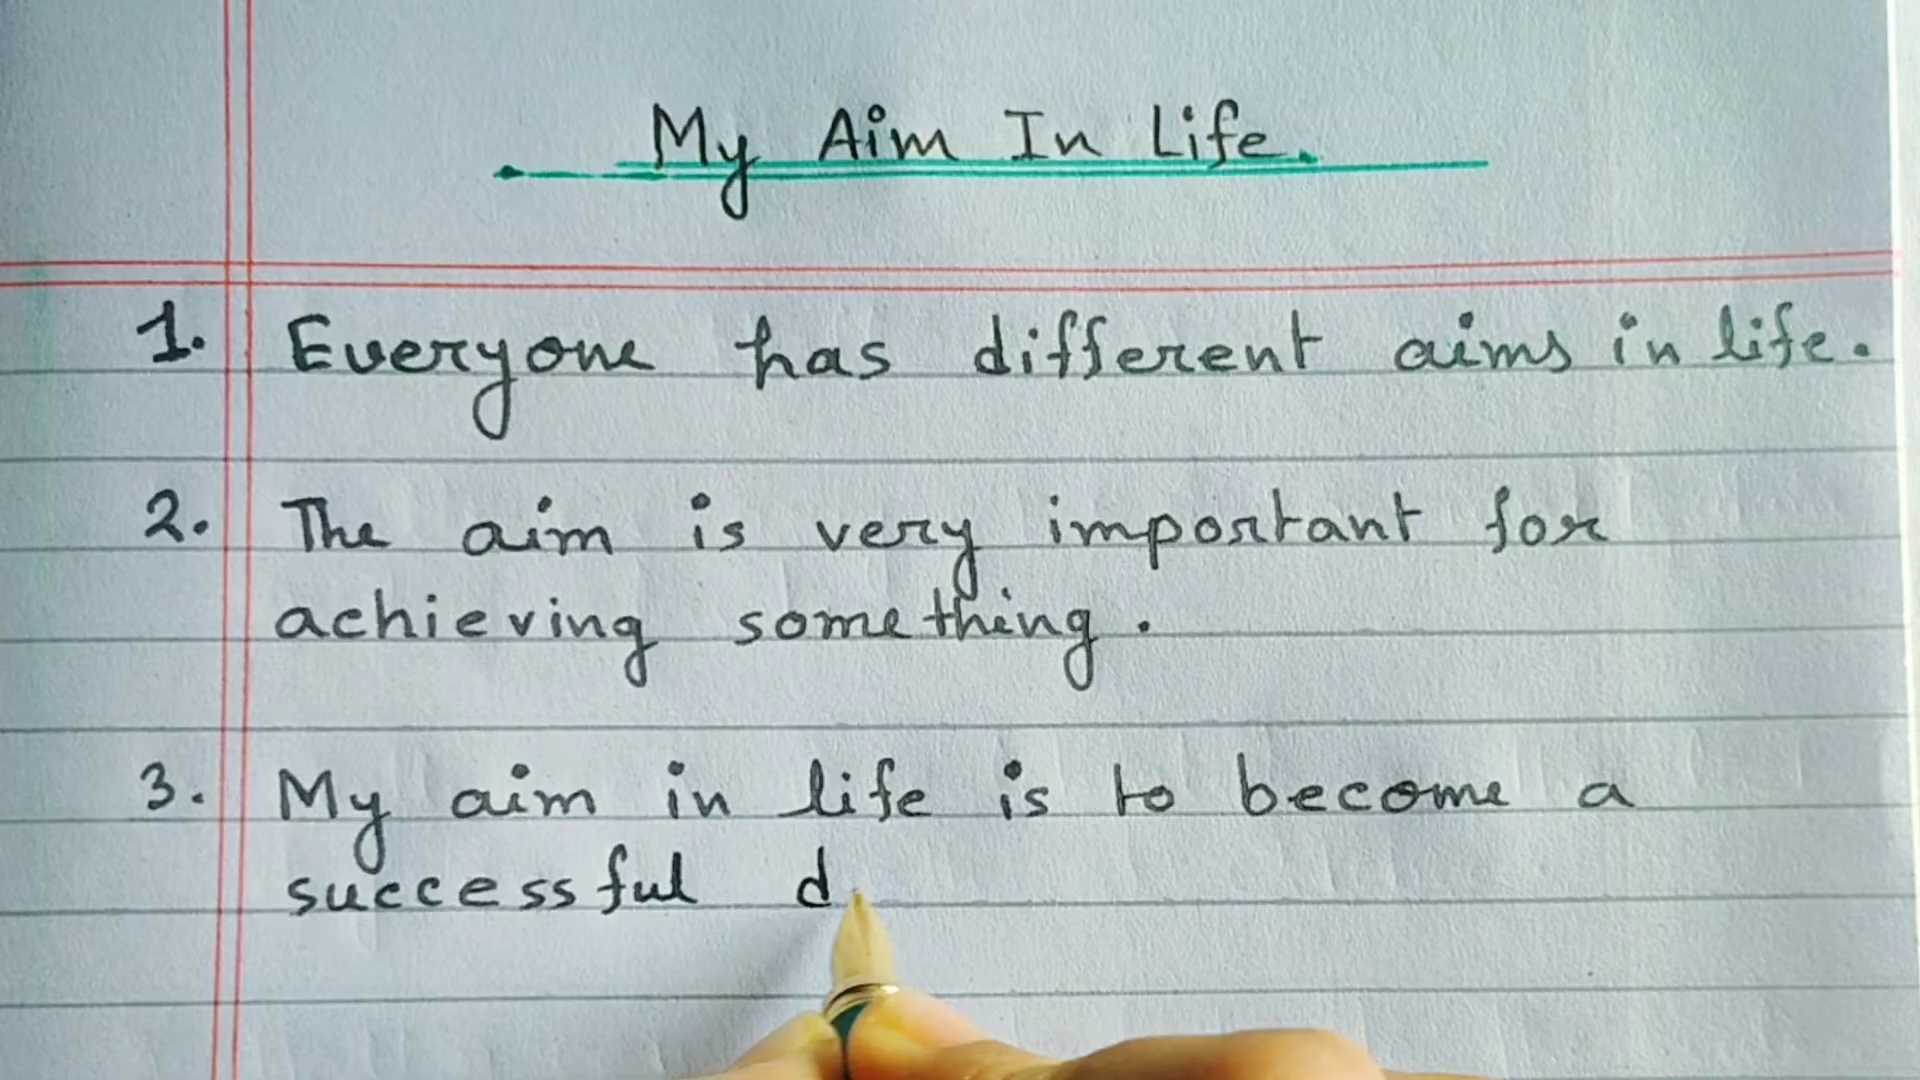 My Aim In Life.
1. Everyone has different aims in life.
2. The aim is very important for
achieving something.
3. My aim in life is to become a
successful d